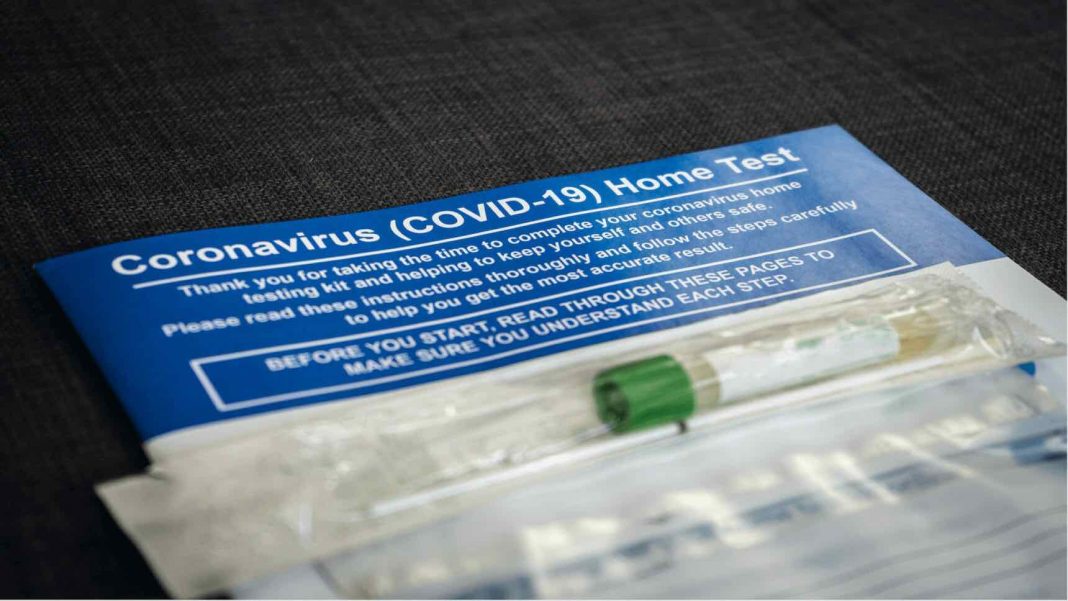 Coronavirus (COVID-19) Home Test
Thank you for taking the time to complete your coronavirus home
testing kit and helping to keep yourself and others safe.
Please read these instructions thoroughly and follow the steps carefully
to help you get the most accurate result.
BEFORE YOU START, READ THROUGH THESE PAGES TO
MAKE SURE YOU UNDERSTAND EACH STEP.